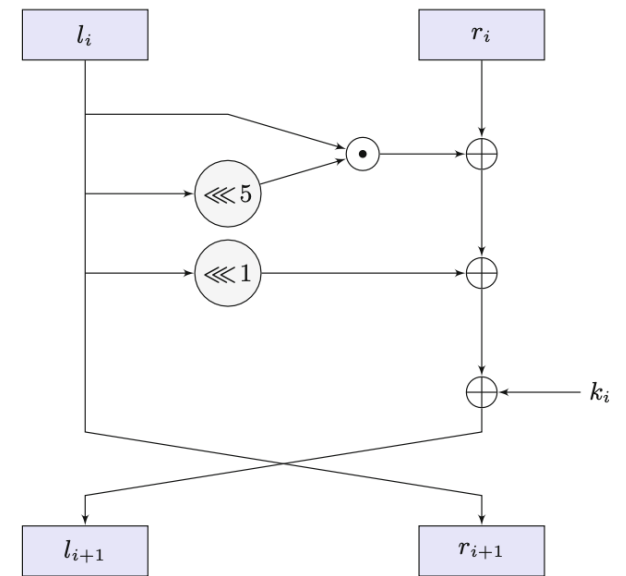 lᵢ rᵢ
⊙ ⊕
⋘ 5
⋘ 1 ⊕
⊕ kᵢ
lᵢ₊₁ rᵢ₊₁